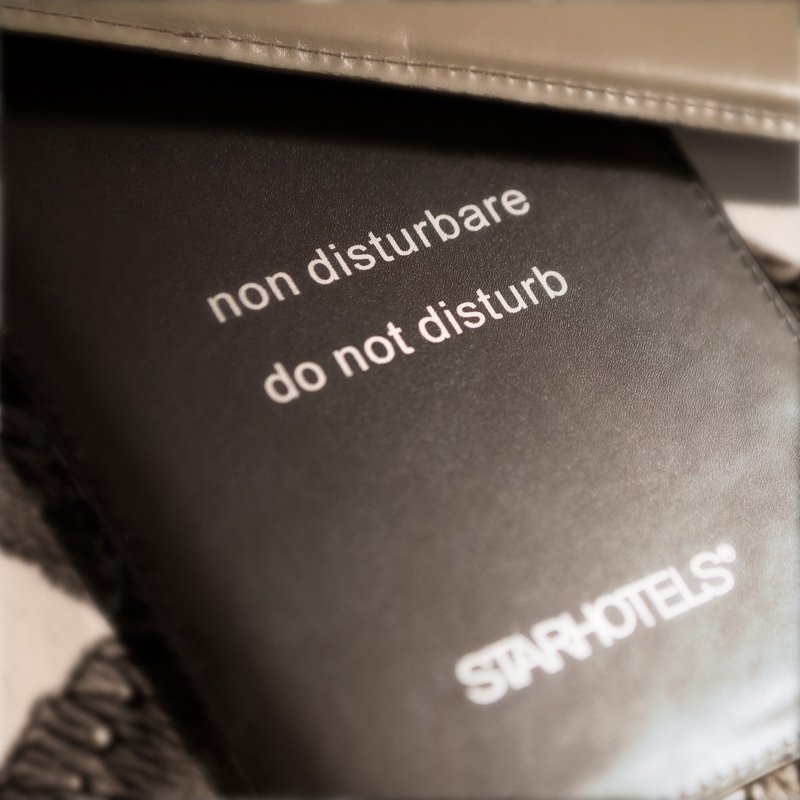 non disturbare
do not disturb
STARHOTELS®